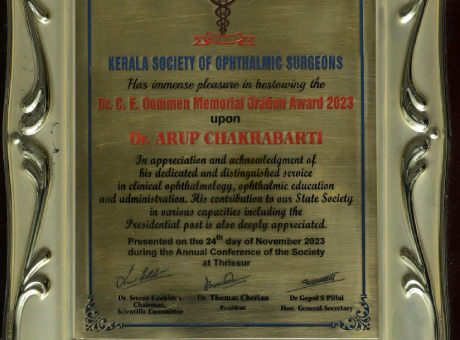 KERALA SOCIETY OF OPHTHALMIC SURGEONS
Has immense pleasure in bestowing the
Dr. C. E. Oommen Memorial Oration Award 2023
upon
Dr. ARUP CHAKRABARTI
In appreciation and acknowledgment of
his dedicated and distinguished service
in clinical ophthalmology, ophthalmic education
and administration. His contribution to our State Society
in various capacities including the
Presidential post is also deeply appreciated.
Presented on the 24th day of November 2023
during the Annual Conference of the Society
at Thrissur
Dr Sreeni Dr. Thomas Cherian Dr Gopal S Pillai
Chairman, President Hon. General Secretary
Scientific Committee